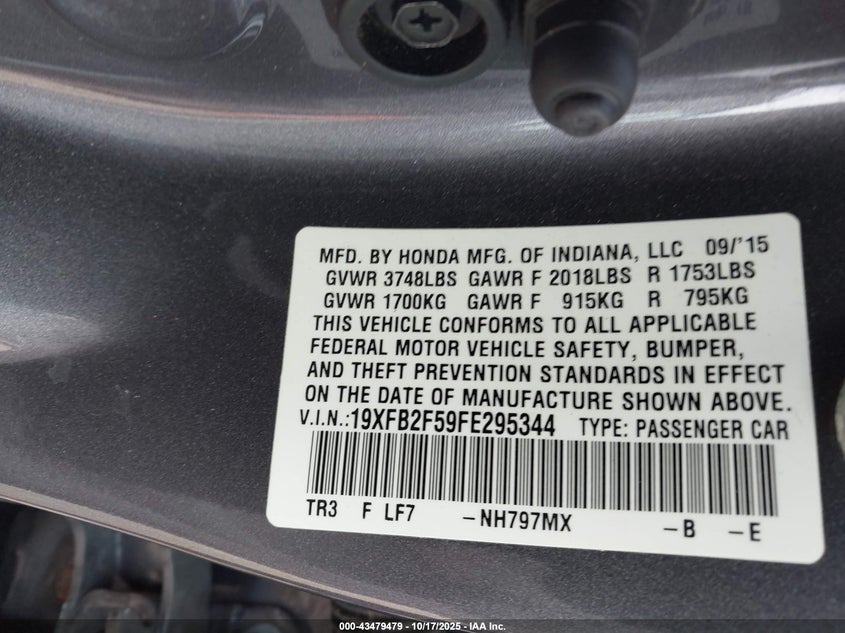 MFD. BY HONDA MFG. OF INDIANA, LLC 09/'15
GVWR 3748LBS GAWR F 2018LBS R 1753LBS
GVWR 1700KG GAWR F 915KG R 795KG
THIS VEHICLE CONFORMS TO ALL APPLICABLE
FEDERAL MOTOR VEHICLE SAFETY, BUMPER,
AND THEFT PREVENTION STANDARDS IN EFFECT
ON THE DATE OF MANUFACTURE SHOWN ABOVE.
V.I.N.:19XFB2F59FE295344 TYPE: PASSENGER CAR
TR3 F LF7 -NH797MX -B -E
000-43479479 - 10/17/2025 - IAA Inc.